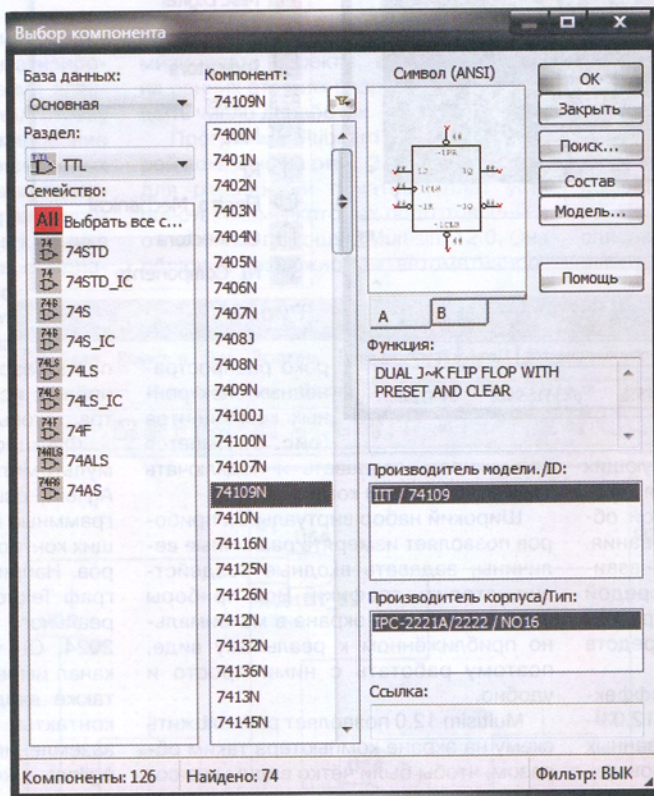 Выбор компонента
База данных:
Основная
Раздел:
TTL
Семейство:
All Выбрать все с...
74STD
74STD_IC
74S
74S_IC
74LS
74LS_IC
74F
74ALS
74AS
Компонент:
74109N
7400N
7401N
7402N
7403N
7404N
7405N
7406N
7407N
7408J
7408N
7409N
74100J
74100N
74107N
74109N
7410N
74116N
74125N
74126N
7412N
74132N
74136N
7413N
74145N
Символ (ANSI)
A
B
Функция:
DUAL J~K FLIP FLOP WITH
PRESET AND CLEAR
Производитель модели./ID:
IIT / 74109
Производитель корпуса/Тип:
IPC-2221A/2222 / NO16
Ссылка:
OK
Закрыть
Поиск...
Состав
Модель...
Помощь
Компоненты: 126
Найдено: 74
Фильтр: ВЫК